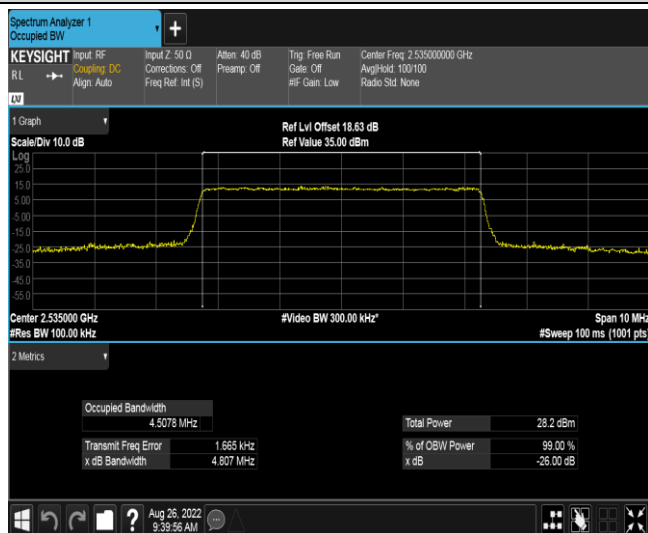 Spectrum Analyzer 1
Occupied BW
+
KEYSIGHT
RL
LXI
Input: RF
Coupling: DC
Align: Auto
Input Z: 50 Ω
Corrections: Off
Freq Ref: Int (S)
Atten: 40 dB
Preamp: Off
Trig: Free Run
Gate: Off
#IF Gain: Low
Center Freq: 2.535000000 GHz
Avg|Hold: 100/100
Radio Std: None
1 Graph
Scale/Div 10.0 dB
Ref Lvl Offset 18.63 dB
Ref Value 35.00 dBm
Log
25.0
15.0
5.00
-5.00
-15.0
-25.0
-35.0
-45.0
-55.0
Center 2.535000 GHz
#Res BW 100.00 kHz
#Video BW 300.00 kHz*
Span 10 MHz
#Sweep 100 ms (1001 pts)
2 Metrics
Occupied Bandwidth
4.5078 MHz
Transmit Freq Error 1.665 kHz
x dB Bandwidth 4.807 MHz
Total Power 28.2 dBm
% of OBW Power 99.00 %
x dB -26.00 dB
?
Aug 26, 2022
9:39:56 AM